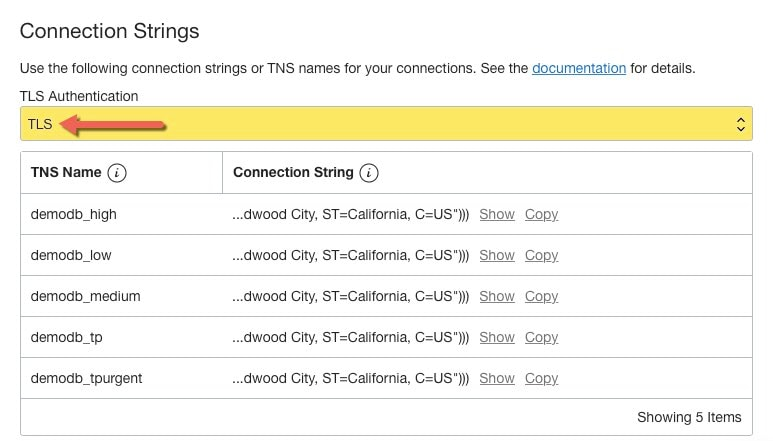 Connection Strings
Use the following connection strings or TNS names for your connections. See the documentation for details.
TLS Authentication
TLS
TNS Name i Connection String i
demodb_high ...dwood City, ST=California, C=US"))) Show Copy
demodb_low ...dwood City, ST=California, C=US"))) Show Copy
demodb_medium ...dwood City, ST=California, C=US"))) Show Copy
demodb_tp ...dwood City, ST=California, C=US"))) Show Copy
demodb_tpurgent ...dwood City, ST=California, C=US"))) Show Copy
Showing 5 Items